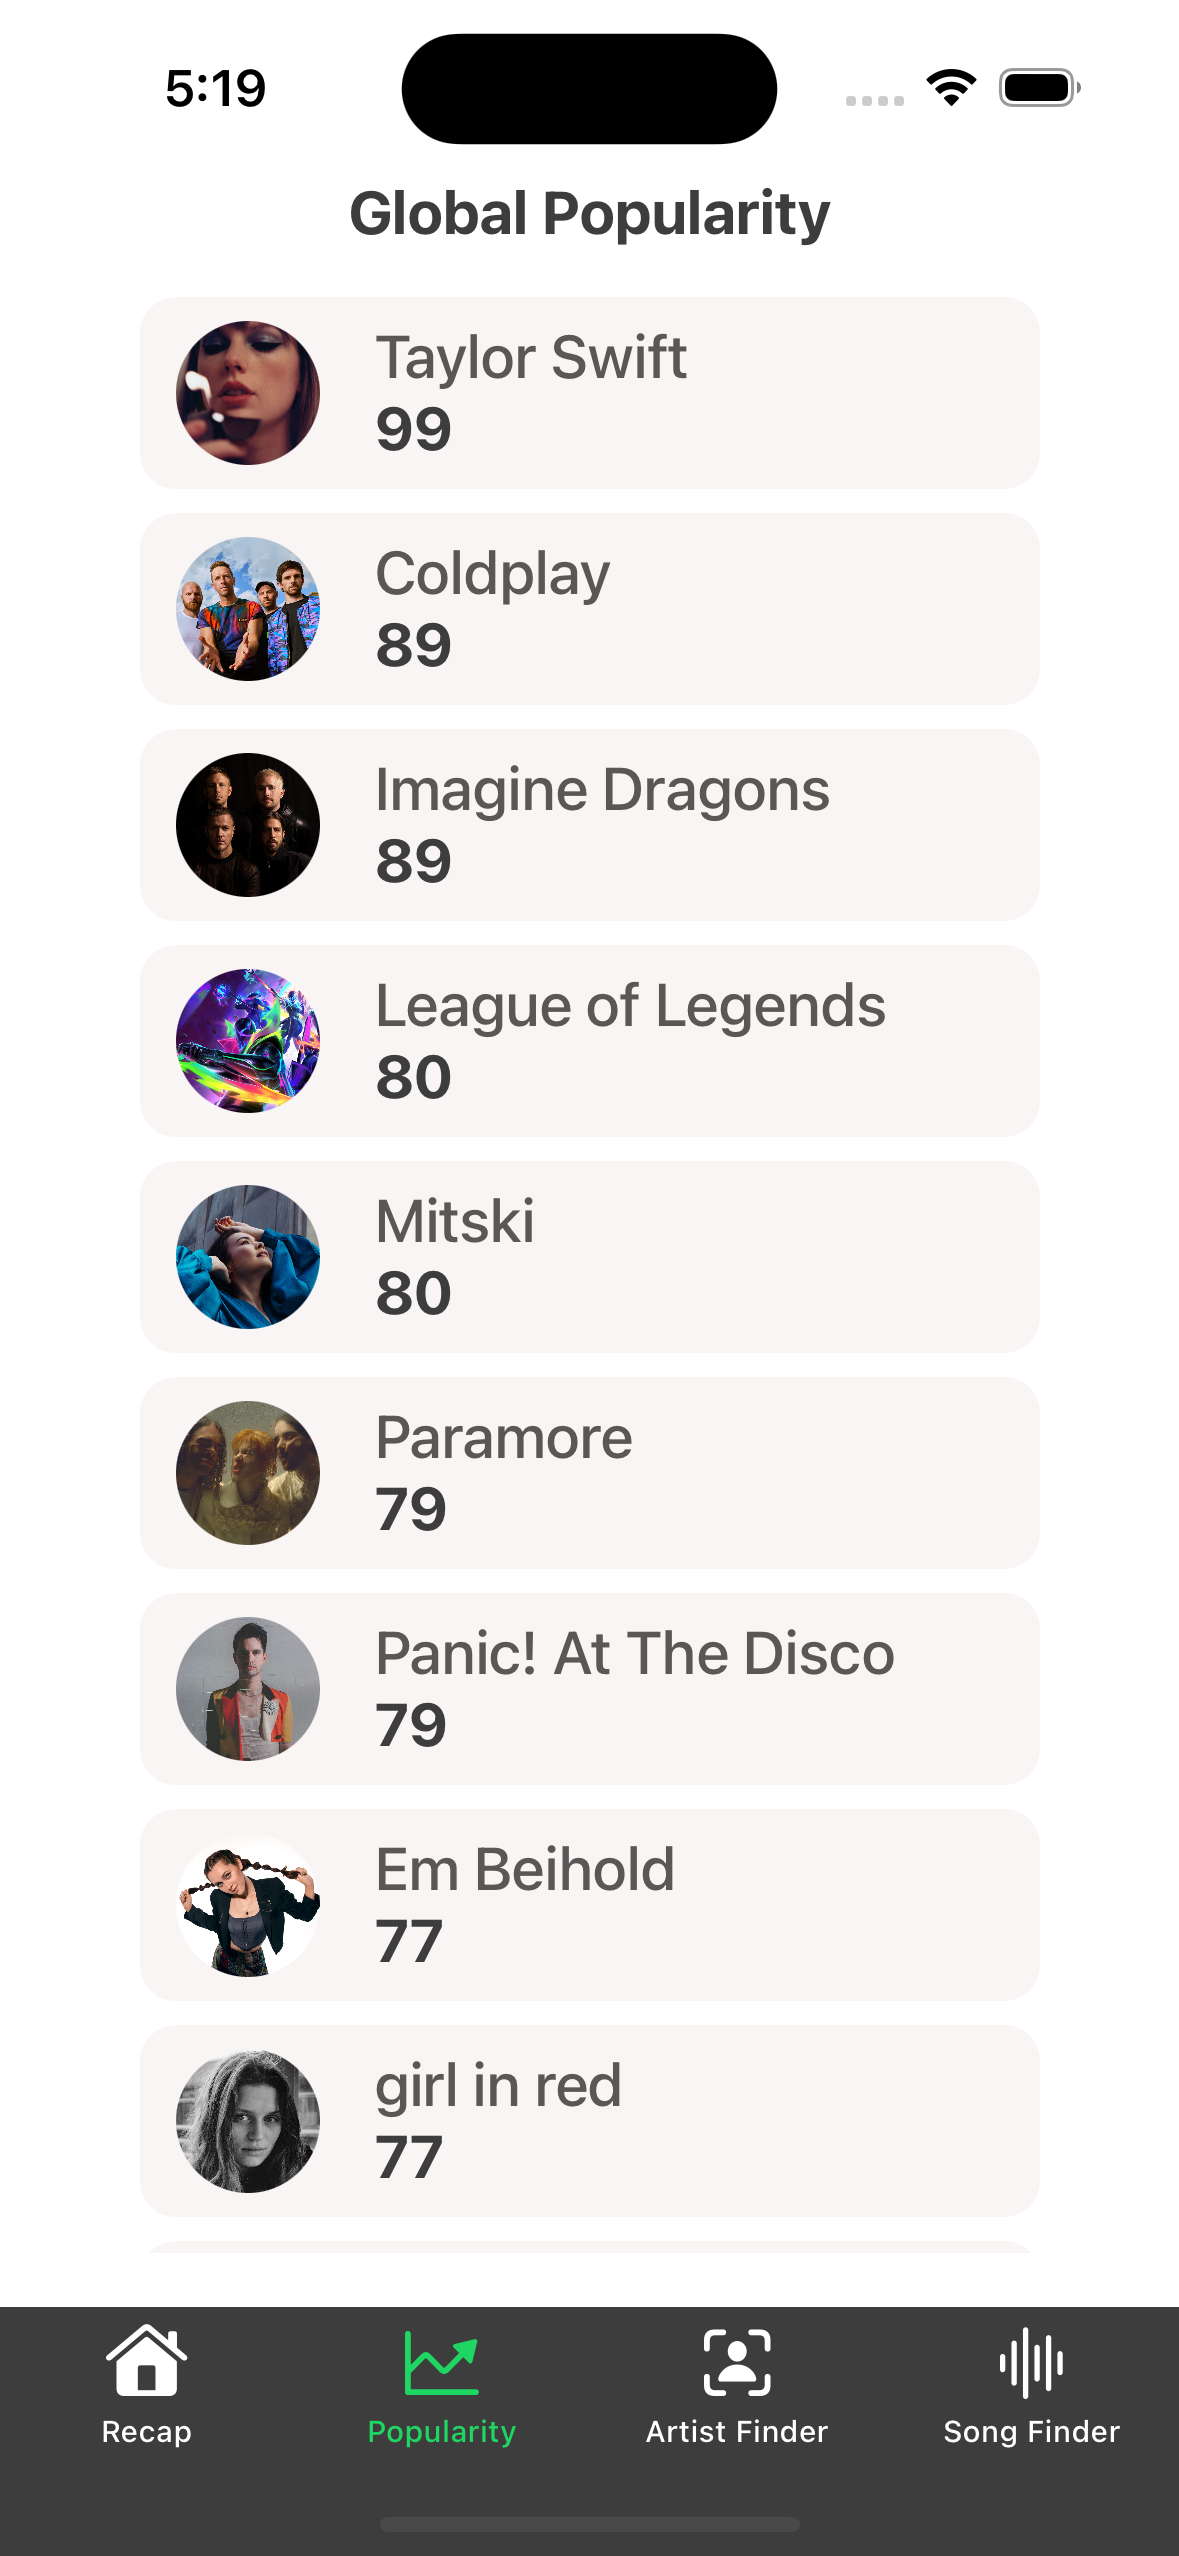 5:19
Global Popularity
Taylor Swift
99
Coldplay
89
Imagine Dragons
89
League of Legends
80
Mitski
80
Paramore
79
Panic! At The Disco
79
Em Beihold
77
girl in red
77
Recap
Popularity
Artist Finder
Song Finder